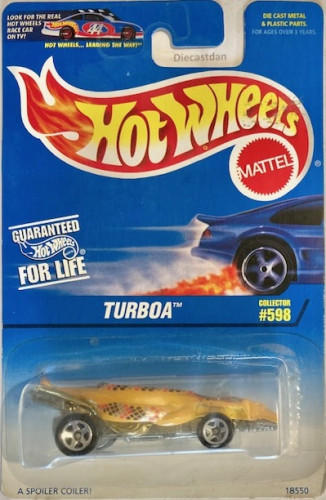 LOOK FOR THE REAL
HOT WHEELS
RACE CAR
ON TV!
44
HOT WHEELS... LEADING THE WAY!™
DIE CAST METAL
& PLASTIC PARTS.
FOR AGES OVER 3 YEARS.
Diecastdan
HOT WHEELS
MATTEL
GUARANTEED
HOT WHEELS
FOR LIFE
TURBOA™
COLLECTOR
#598
A SPOILER COILER!
18550